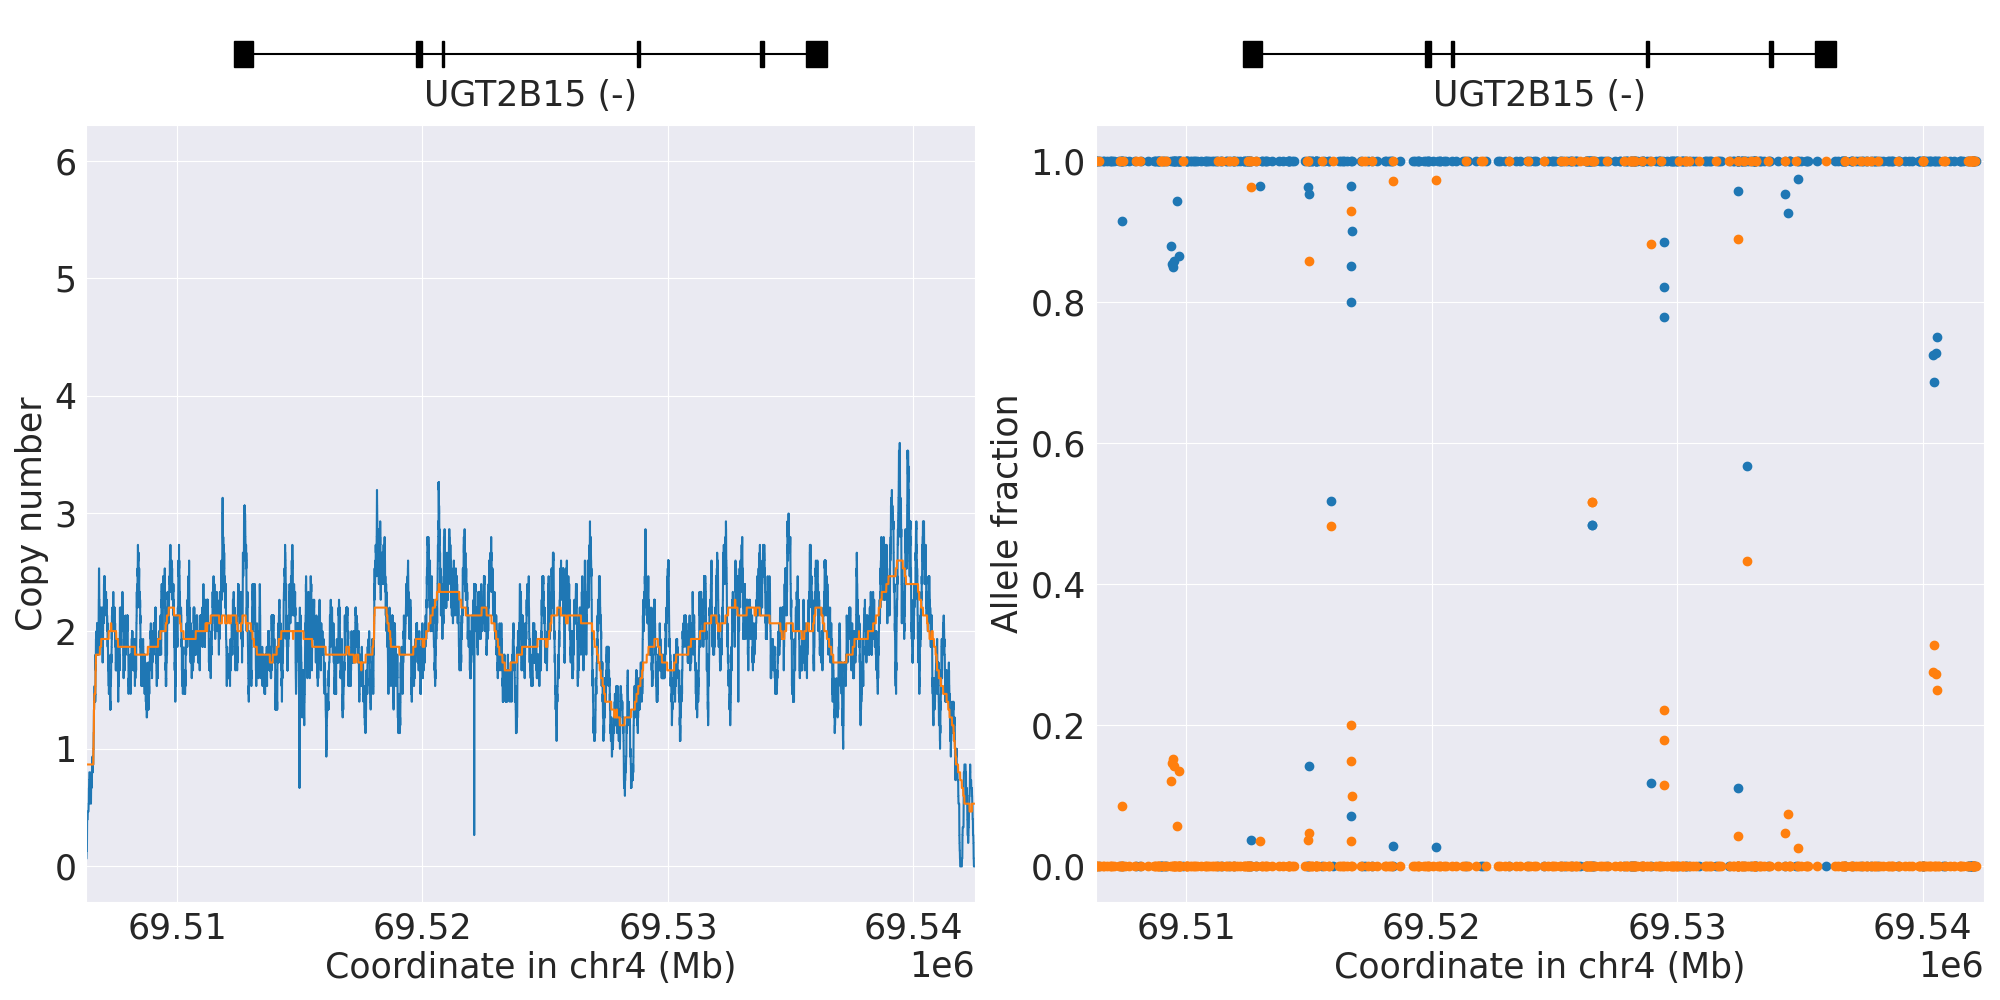 UGT2B15 (-)
6
5
4
3
2
1
0
Copy number
69.51 69.52 69.53 69.54
Coordinate in chr4 (Mb)
1e6
UGT2B15 (-)
1.0
0.8
0.6
0.4
0.2
0.0
Allele fraction
69.51 69.52 69.53 69.54
Coordinate in chr4 (Mb)
1e6